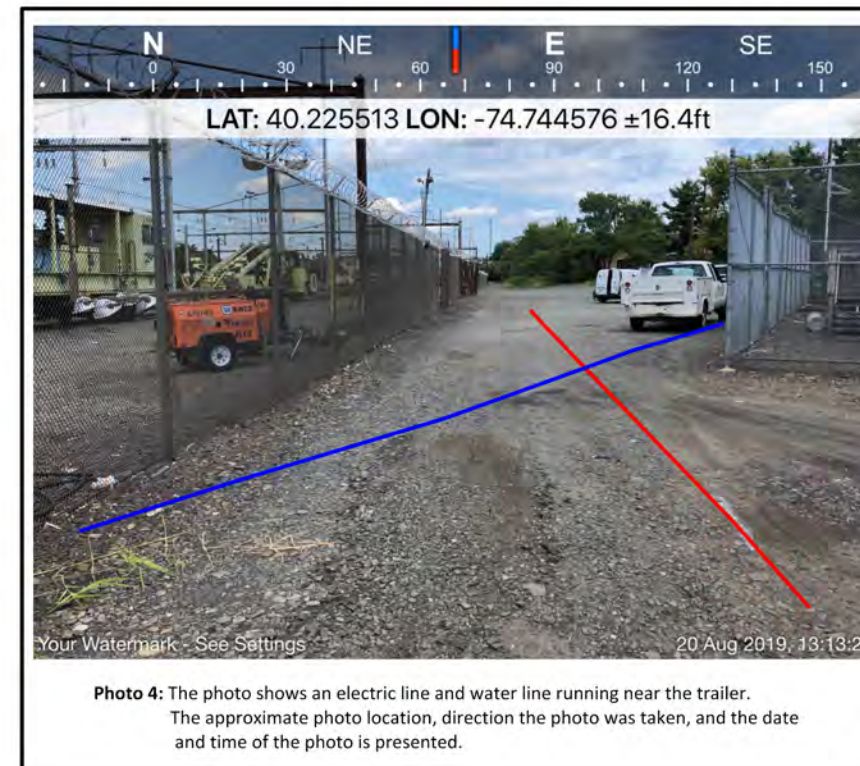 N NE E SE
0 30 60 90 120 150
LAT: 40.225513 LON: -74.744576 ±16.4ft
Your Watermark - See Settings
20 Aug 2019, 13:13:2
Photo 4: The photo shows an electric line and water line running near the trailer.
The approximate photo location, direction the photo was taken, and the date
and time of the photo is presented.